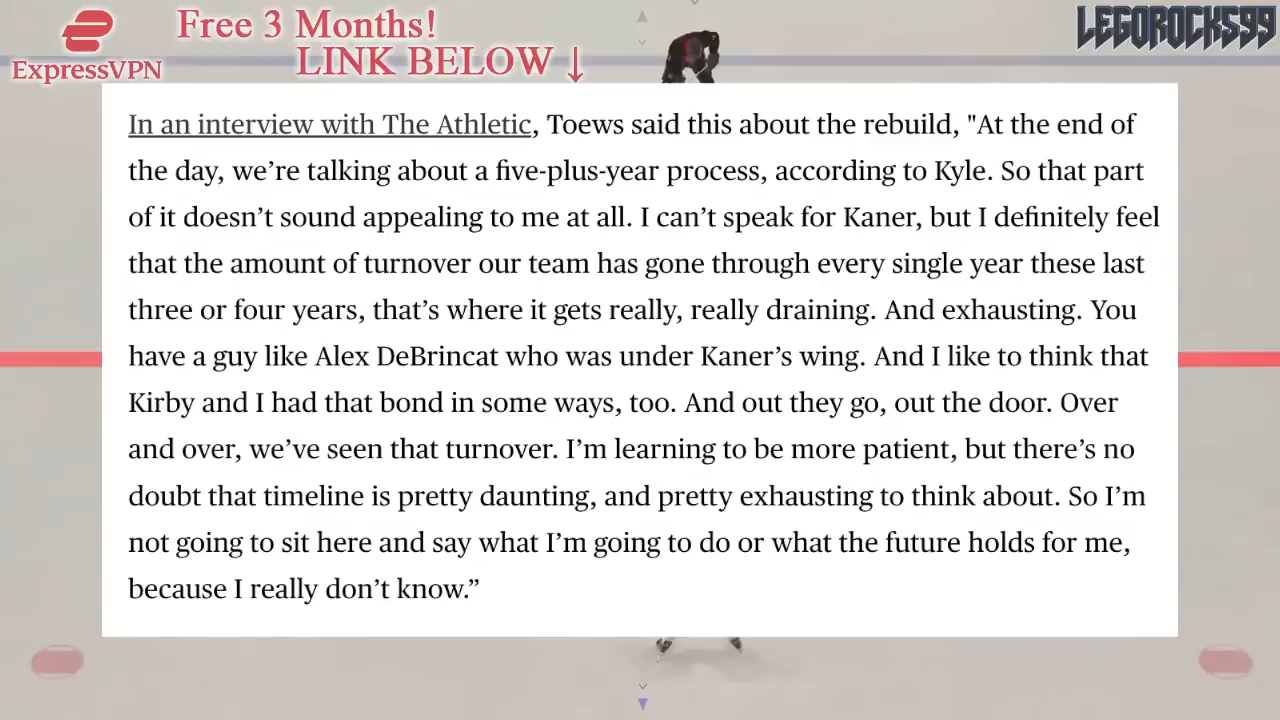 Free 3 Months!
LINK BELOW ↓
ExpressVPN
LEGOROCKS99
In an interview with The Athletic, Toews said this about the rebuild, "At the end of
the day, we’re talking about a five-plus-year process, according to Kyle. So that part
of it doesn’t sound appealing to me at all. I can’t speak for Kaner, but I definitely feel
that the amount of turnover our team has gone through every single year these last
three or four years, that’s where it gets really, really draining. And exhausting. You
have a guy like Alex DeBrincat who was under Kaner’s wing. And I like to think that
Kirby and I had that bond in some ways, too. And out they go, out the door. Over
and over, we’ve seen that turnover. I’m learning to be more patient, but there’s no
doubt that timeline is pretty daunting, and pretty exhausting to think about. So I’m
not going to sit here and say what I’m going to do or what the future holds for me,
because I really don’t know.”